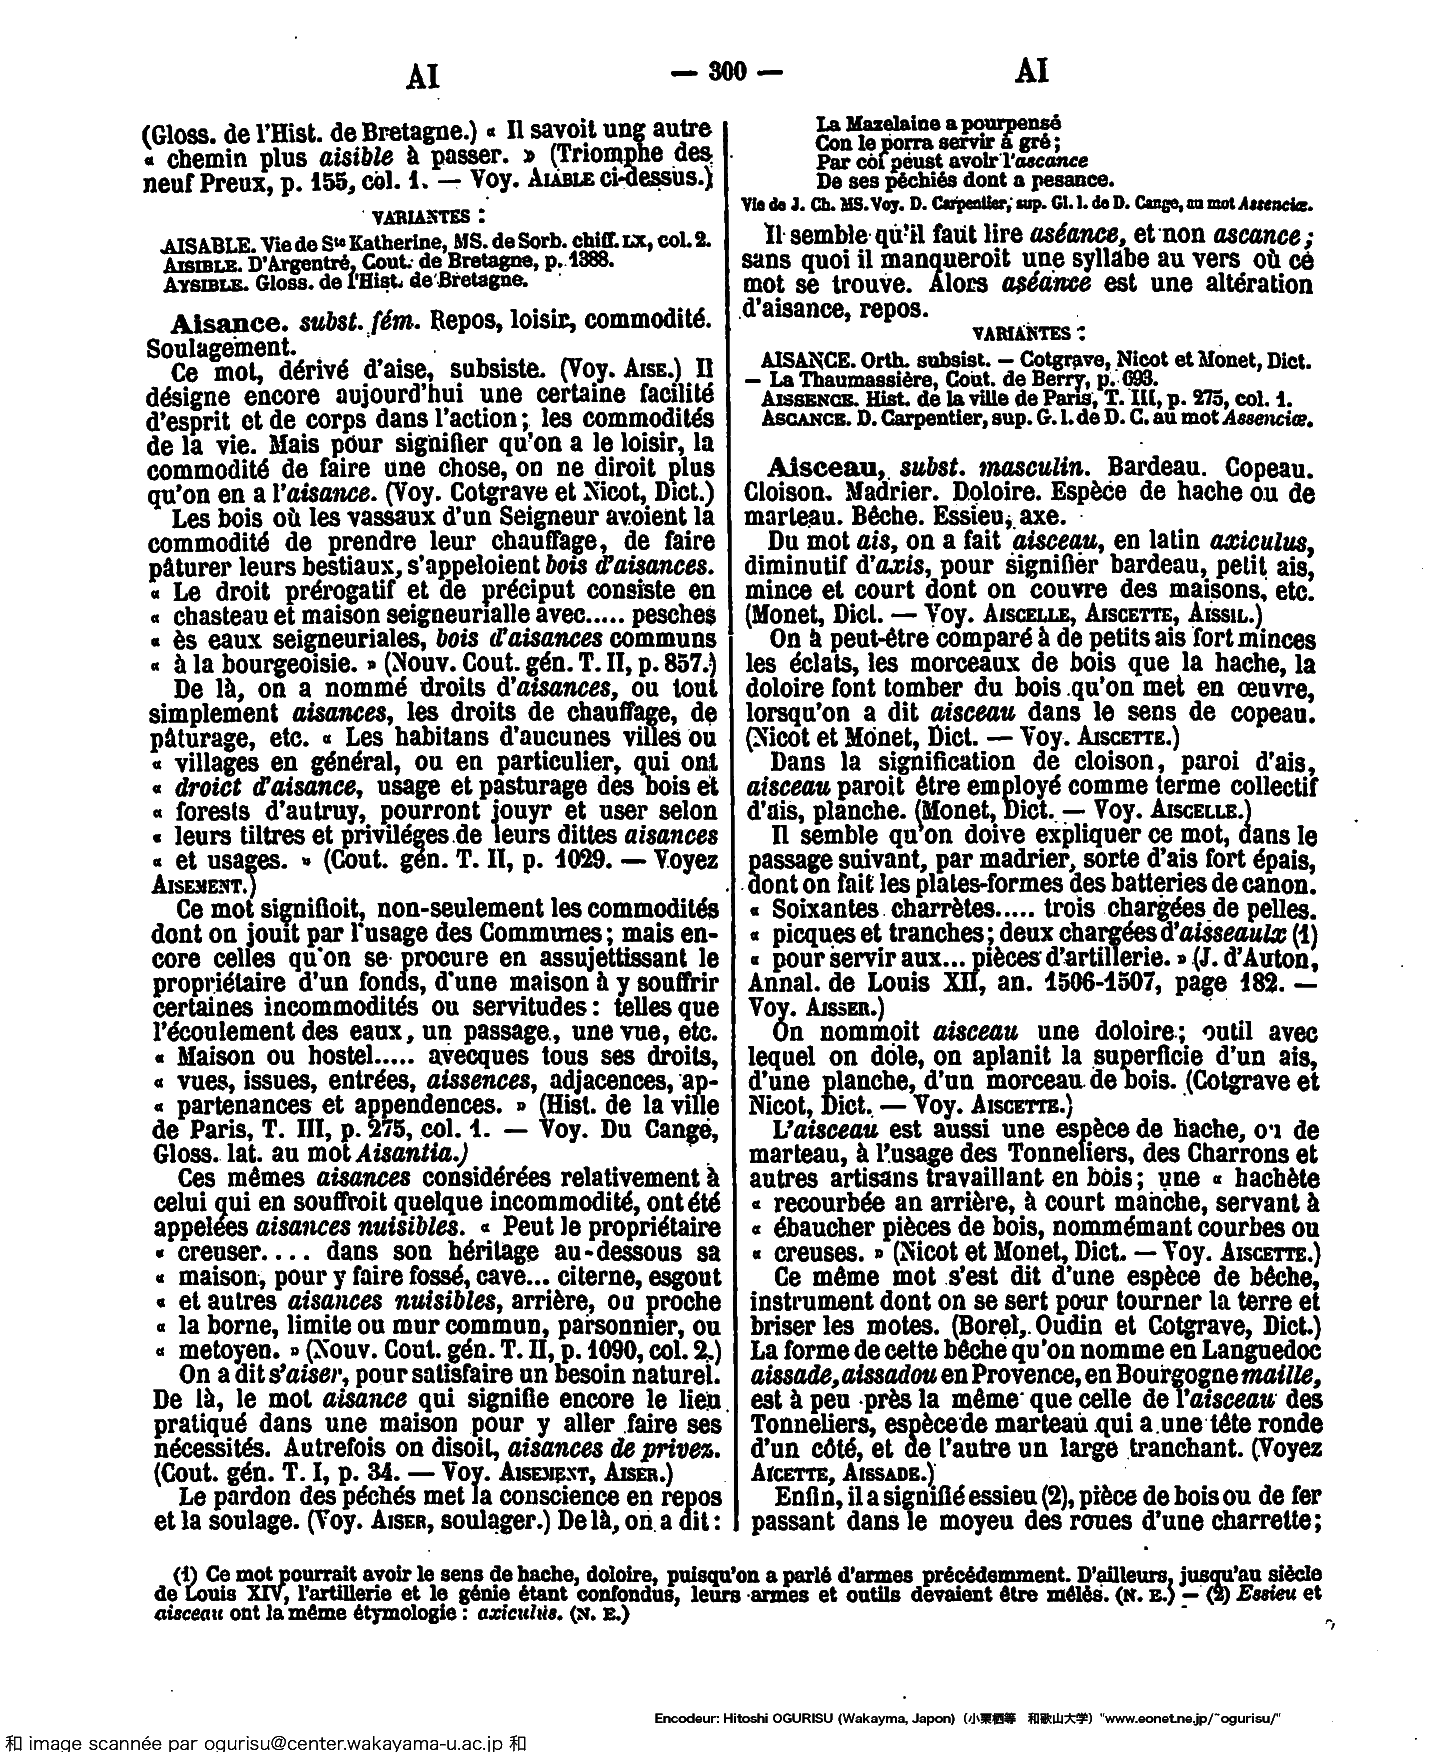 AI
— 300 —
AI
(Gloss. de l'Hist. de Bretagne.) « Il savoit ung autre
« chemin plus aisible à passer. » (Triomphe des
neuf Preux, p. 155, col. 1. — Voy. AIABLE ci-dessus.)
VARIANTES :
AISABLE. Vie de Ste Katherine, MS. de Sorb. chiff. LX, col. 2.
AISIBLE. D'Argentré, Cout. de Bretagne, p. 1388.
AYSIBLE. Gloss. de l'Hist. de Bretagne.
Aisance. subst. fém. Repos, loisir, commodité.
Soulagement.
Ce mot, dérivé d'aise, subsiste. (Voy. AISE.) Il
désigne encore aujourd'hui une certaine facilité
d'esprit et de corps dans l'action; les commodités
de la vie. Mais pour signifier qu'on a le loisir, la
commodité de faire une chose, on ne diroit plus
qu'on en a l'aisance. (Voy. Cotgrave et Nicot, Dict.)
Les bois où les vassaux d'un Seigneur avoient la
commodité de prendre leur chauffage, de faire
pâturer leurs bestiaux, s'appeloient bois d'aisances.
« Le droit prérogatif et de préciput consiste en
« chasteau et maison seigneurialle avec..... pesches
« ès eaux seigneuriales, bois d'aisances communs
« à la bourgeoisie. » (Nouv. Cout. gén. T. II, p. 857.)
De là, on a nommé droits d'aisances, ou tout
simplement aisances, les droits de chauffage, de
pâturage, etc. « Les habitans d'aucunes villes ou
« villages en général, ou en particulier, qui ont
« droict d'aisance, usage et pasturage des bois et
« forests d'autruy, pourront jouyr et user selon
« leurs tiltres et priviléges de leurs dittes aisances
« et usages. » (Cout. gén. T. II, p. 1029. — Voyez
AISEMENT.)
Ce mot signifioit, non-seulement les commodités
dont on jouit par l'usage des Communes; mais en-
core celles qu'on se procure en assujettissant le
propriétaire d'un fonds, d'une maison à y souffrir
certaines incommodités ou servitudes : telles que
l'écoulement des eaux, un passage, une vue, etc.
« Maison ou hostel..... avecques tous ses droits,
« vues, issues, entrées, aissences, adjacences, ap-
« partenances et appendences. » (Hist. de la ville
de Paris, T. III, p. 275, col. 1. — Voy. Du Cange,
Gloss. lat. au mot Aisantia.)
Ces mêmes aisances considérées relativement à
celui qui en souffroit quelque incommodité, ont été
appelées aisances nuisibles. « Peut le propriétaire
« creuser.... dans son héritage au-dessous sa
« maison, pour y faire fossé, cave... citerne, esgout
« et autres aisances nuisibles, arrière, ou proche
« la borne, limite ou mur commun, parsonnier, ou
« metoyen. » (Nouv. Cout. gén. T. II, p. 1090, col. 2.)
On a dit s'aiser, pour satisfaire un besoin naturel.
De là, le mot aisance qui signifie encore le lien
pratiqué dans une maison pour y aller faire ses
nécessités. Autrefois on disoit, aisances de privez.
(Cout. gén. T. I, p. 34. — Voy. AISEMENT, AISER.)
Le pardon des péchés met la conscience en repos
et la soulage. (Voy. AISER, soulager.) De là, on a dit :
La Mazelaine a pourpensé
Con le porra servir à gré;
Par coi peust avoir l'ascance
De ses péchiés dont a pesance.
Vie de J. Ch. MS. Voy. D. Carpentier, sup. Gl. l. de D. Cange, au mot Assenciæ.
Il semble qu'il faut lire aséance, et non ascance;
sans quoi il manqueroit une syllabe au vers où ce
mot se trouve. Alors aséance est une altération
d'aisance, repos.
VARIANTES :
AISANCE. Orth. subsist. — Cotgrave, Nicot et Monet, Dict.
— La Thaumassière, Cout. de Berry, p. 693.
AISSENCE. Hist. de la ville de Paris, T. III, p. 275, col. 1.
ASCANCE. D. Carpentier, sup. G. l. de D. C. au mot Assenciæ.
Aisceau, subst. masculin. Bardeau. Copeau.
Cloison. Madrier. Doloire. Espèce de hache ou de
marteau. Bêche. Essieu, axe.
Du mot ais, on a fait aisceau, en latin axiculus,
diminutif d'axis, pour signifier bardeau, petit ais,
mince et court dont on couvre des maisons, etc.
(Monet, Dict. — Voy. AISCELLE, AISCETTE, AISSIL.)
On à peut-être comparé à de petits ais fort minces
les éclats, les morceaux de bois que la hache, la
doloire font tomber du bois qu'on met en œuvre,
lorsqu'on a dit aisceau dans le sens de copeau.
(Nicot et Monet, Dict. — Voy. AISCETTE.)
Dans la signification de cloison, paroi d'ais,
aisceau paroit être employé comme terme collectif
d'ais, planche. (Monet, Dict. — Voy. AISCELLE.)
Il semble qu'on doive expliquer ce mot, dans le
passage suivant, par madrier, sorte d'ais fort épais,
dont on fait les plates-formes des batteries de canon.
« Soixantes charrètes..... trois chargées de pelles.
« picques et tranches; deux chargées d'aisseaulx (1)
« pour servir aux... pièces d'artillerie. » (J. d'Auton,
Annal. de Louis XII, an. 1506-1507, page 182. —
Voy. AISSER.)
On nommoit aisceau une doloire; outil avec
lequel on dole, on aplanit la superficie d'un ais,
d'une planche, d'un morceau de bois. (Cotgrave et
Nicot, Dict. — Voy. AISCETTE.)
L'aisceau est aussi une espèce de hache, ou de
marteau, à l'usage des Tonneliers, des Charrons et
autres artisans travaillant en bois; une « hachète
« recourbée an arrière, à court manche, servant à
« ébaucher pièces de bois, nommémant courbes ou
« creuses. » (Nicot et Monet, Dict. — Voy. AISCETTE.)
Ce même mot s'est dit d'une espèce de bêche,
instrument dont on se sert pour tourner la terre et
briser les motes. (Borel, Oudin et Cotgrave, Dict.)
La forme de cette bêche qu'on nomme en Languedoc
aissade, aissadou en Provence, en Bourgogne maille,
est à peu près la même que celle de l'aisceau des
Tonneliers, espèce de marteau qui a une tête ronde
d'un côté, et de l'autre un large tranchant. (Voyez
AICETTE, AISSADE.)
Enfin, il a signifié essieu (2), pièce de bois ou de fer
passant dans le moyeu des roues d'une charrette;
(1) Ce mot pourrait avoir le sens de hache, doloire, puisqu'on a parlé d'armes précédemment. D'ailleurs, jusqu'au siècle
de Louis XIV, l'artillerie et le génie étant confondus, leurs armes et outils devaient être mêlés. (N. E.) — (2) Essieu et
aisceau ont la même étymologie : axiculus. (N. E.)
Encodeur: Hitoshi OGURISU (Wakayma, Japon) (小栗栖等 和歌山大学) "www.eonet.ne.jp/~ogurisu/"
和 image scannée par ogurisu@center.wakayama-u.ac.jp 和